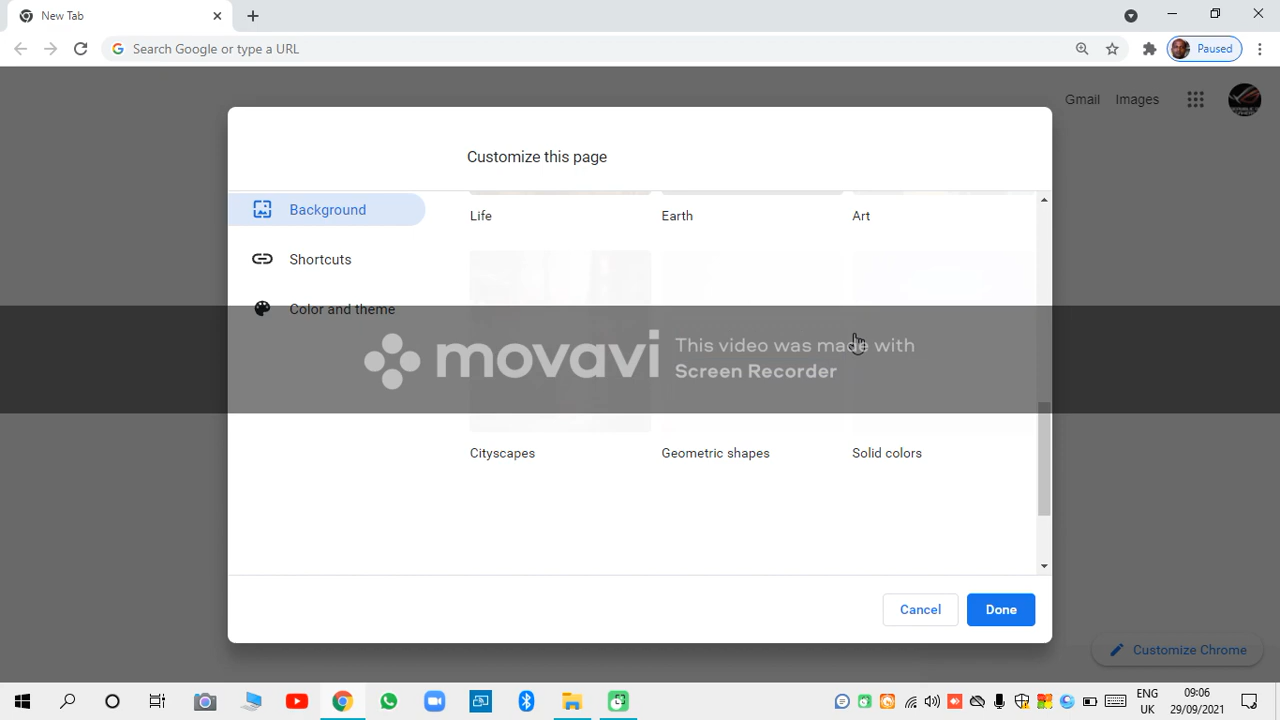 New Tab
Search Google or type a URL
Paused
Gmail
Images
Customize this page
Background
Life
Earth
Art
Shortcuts
Color and theme
movavi
This video was made with
Screen Recorder
Cityscapes
Geometric shapes
Solid colors
Cancel
Done
Customize Chrome
ENG
UK
09:06
29/09/2021